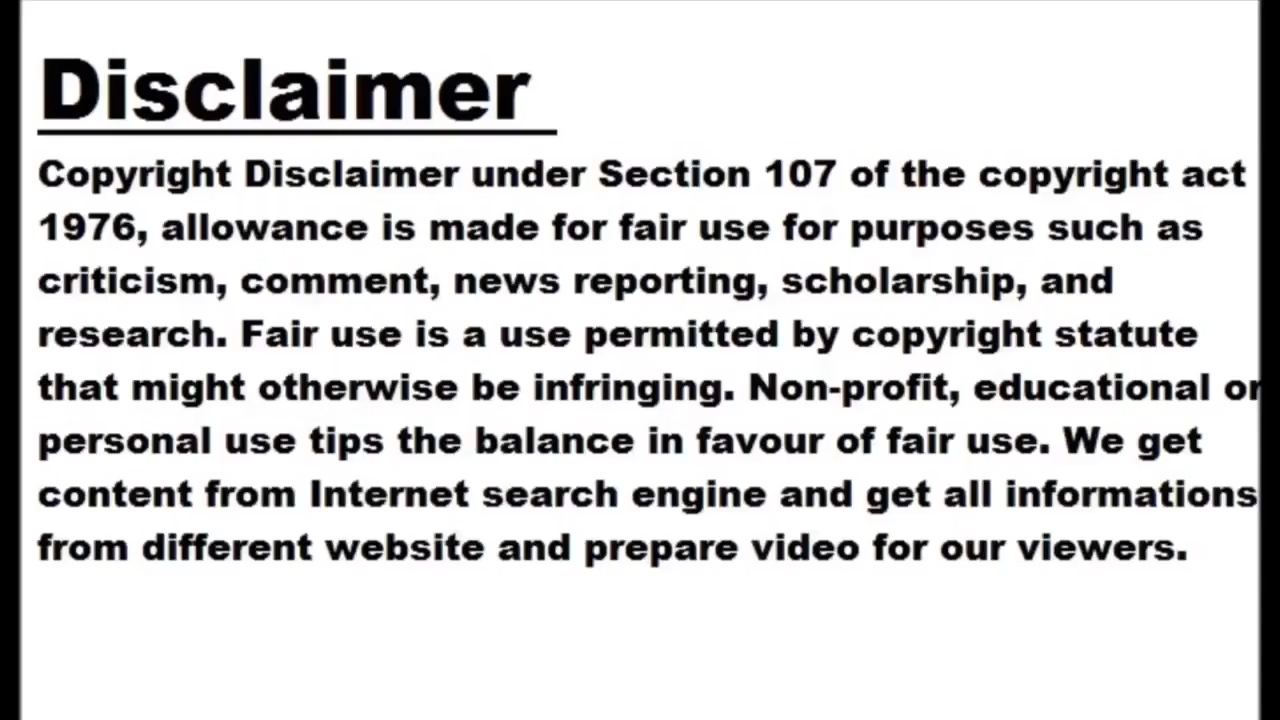 Disclaimer
Copyright Disclaimer under Section 107 of the copyright act
1976, allowance is made for fair use for purposes such as
criticism, comment, news reporting, scholarship, and
research. Fair use is a use permitted by copyright statute
that might otherwise be infringing. Non-profit, educational or
personal use tips the balance in favour of fair use. We get
content from Internet search engine and get all informations
from different website and prepare video for our viewers.